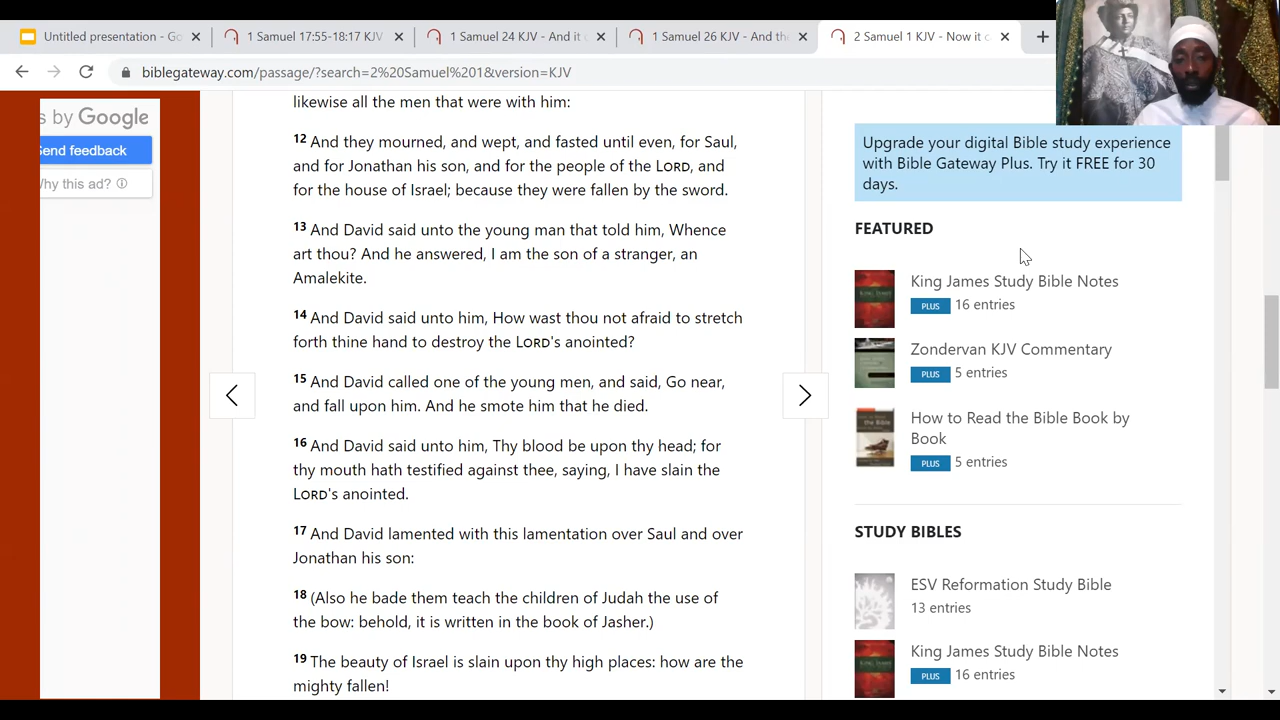 Untitled presentation - Go
1 Samuel 17:55-18:17 KJV
1 Samuel 24 KJV - And it
1 Samuel 26 KJV - And the
2 Samuel 1 KJV - Now it c
biblegateway.com/passage/?search=2%20Samuel%201&version=KJV
s by Google
Send feedback
Why this ad?
likewise all the men that were with him:
12 And they mourned, and wept, and fasted until even, for Saul,
and for Jonathan his son, and for the people of the LORD, and
for the house of Israel; because they were fallen by the sword.
13 And David said unto the young man that told him, Whence
art thou? And he answered, I am the son of a stranger, an
Amalekite.
14 And David said unto him, How wast thou not afraid to stretch
forth thine hand to destroy the LORD's anointed?
15 And David called one of the young men, and said, Go near,
and fall upon him. And he smote him that he died.
16 And David said unto him, Thy blood be upon thy head; for
thy mouth hath testified against thee, saying, I have slain the
LORD's anointed.
17 And David lamented with this lamentation over Saul and over
Jonathan his son:
18 (Also he bade them teach the children of Judah the use of
the bow: behold, it is written in the book of Jasher.)
19 The beauty of Israel is slain upon thy high places: how are the
mighty fallen!
Upgrade your digital Bible study experience
with Bible Gateway Plus. Try it FREE for 30
days.
FEATURED
King James Study Bible Notes
PLUS 16 entries
Zondervan KJV Commentary
PLUS 5 entries
How to Read the Bible Book by
Book
PLUS 5 entries
STUDY BIBLES
ESV Reformation Study Bible
13 entries
King James Study Bible Notes
PLUS 16 entries